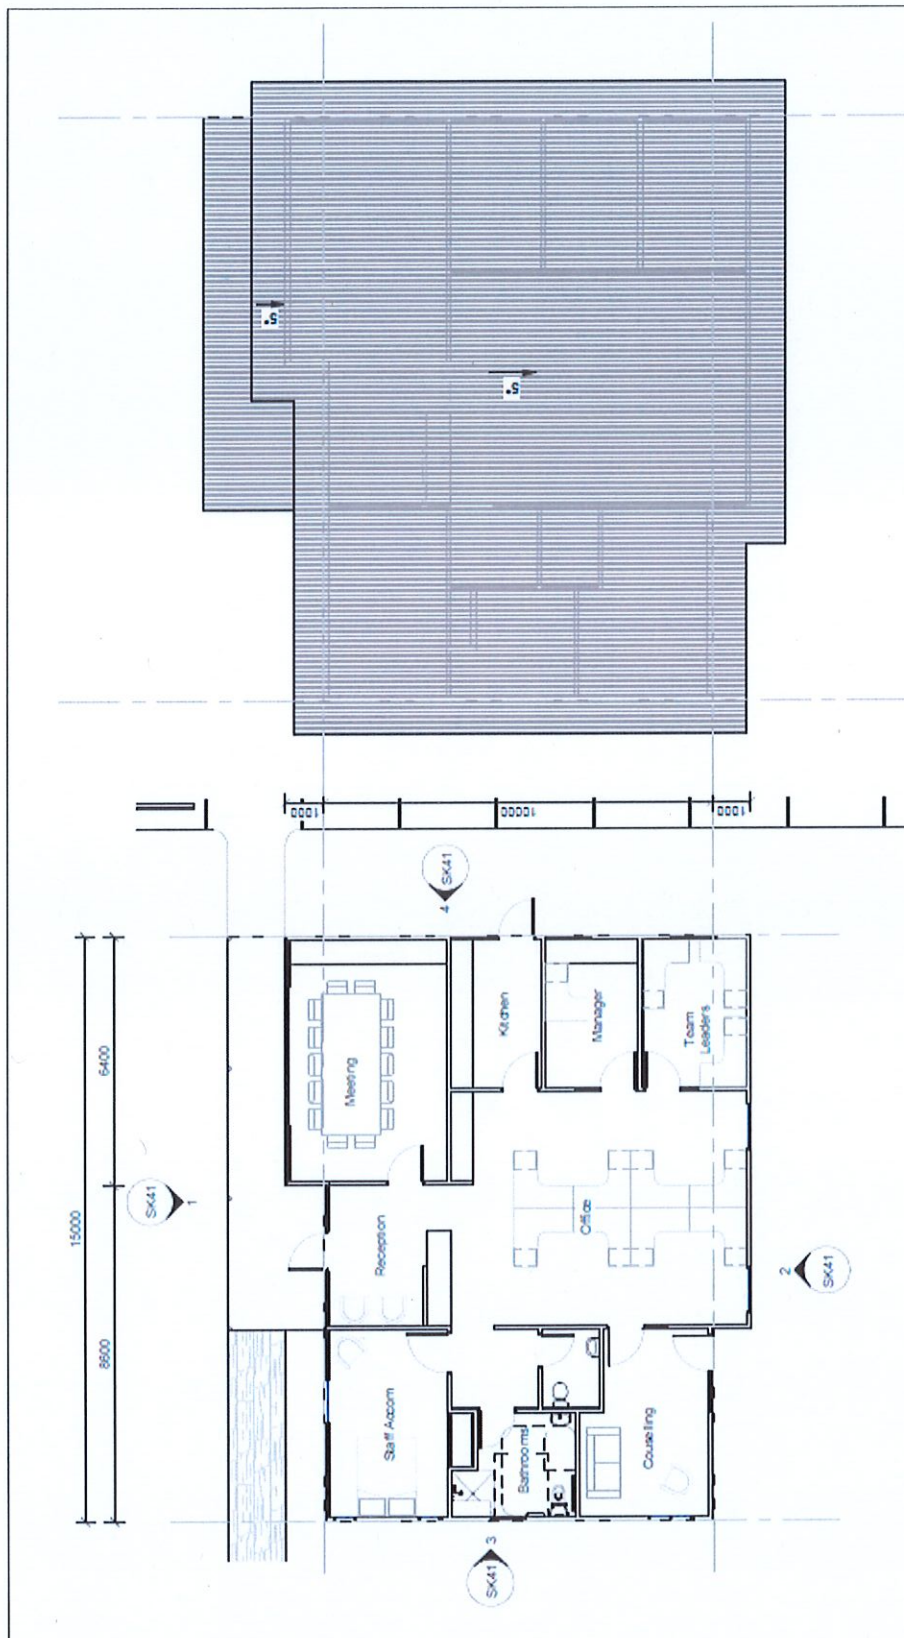 15000
8600
6400
SK41
1
SK41
2
3
SK41
4
SK41
1000
10000
1000
Staff Accom
Reception
Meeting
Bathrooms
Office
Kitchen
Manager
Couselling
Team
Leaders
5°
5°